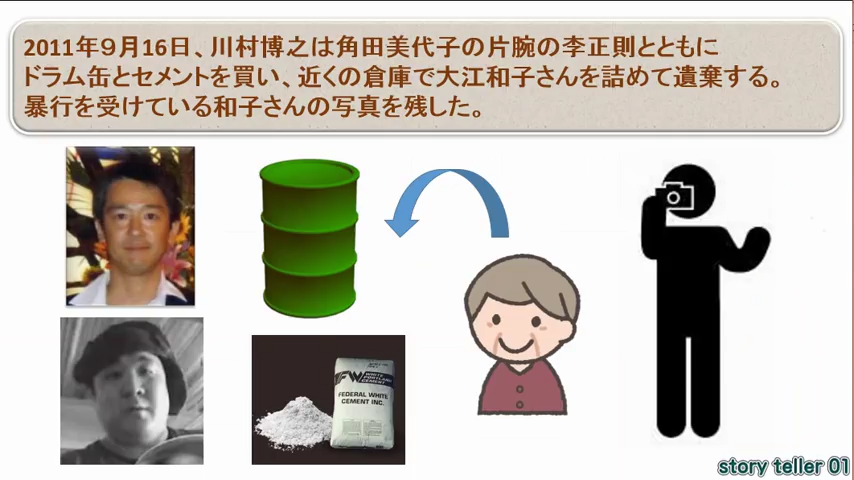 2011年９月16日、川村博之は角田美代子の片腕の李正則とともに
ドラム缶とセメントを買い、近くの倉庫で大江和子さんを詰めて遺棄する。
暴行を受けている和子さんの写真を残した。
FW WHITE
PORTLAND
CEMENT
FEDERAL WHITE
CEMENT INC.
story teller 01